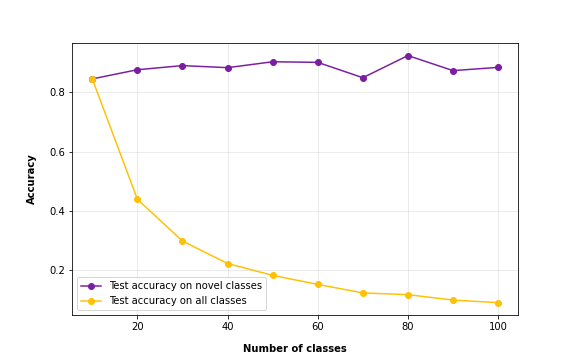 0.8
0.6
0.4
0.2
Accuracy
Test accuracy on novel classes
Test accuracy on all classes
20 40 60 80 100
Number of classes